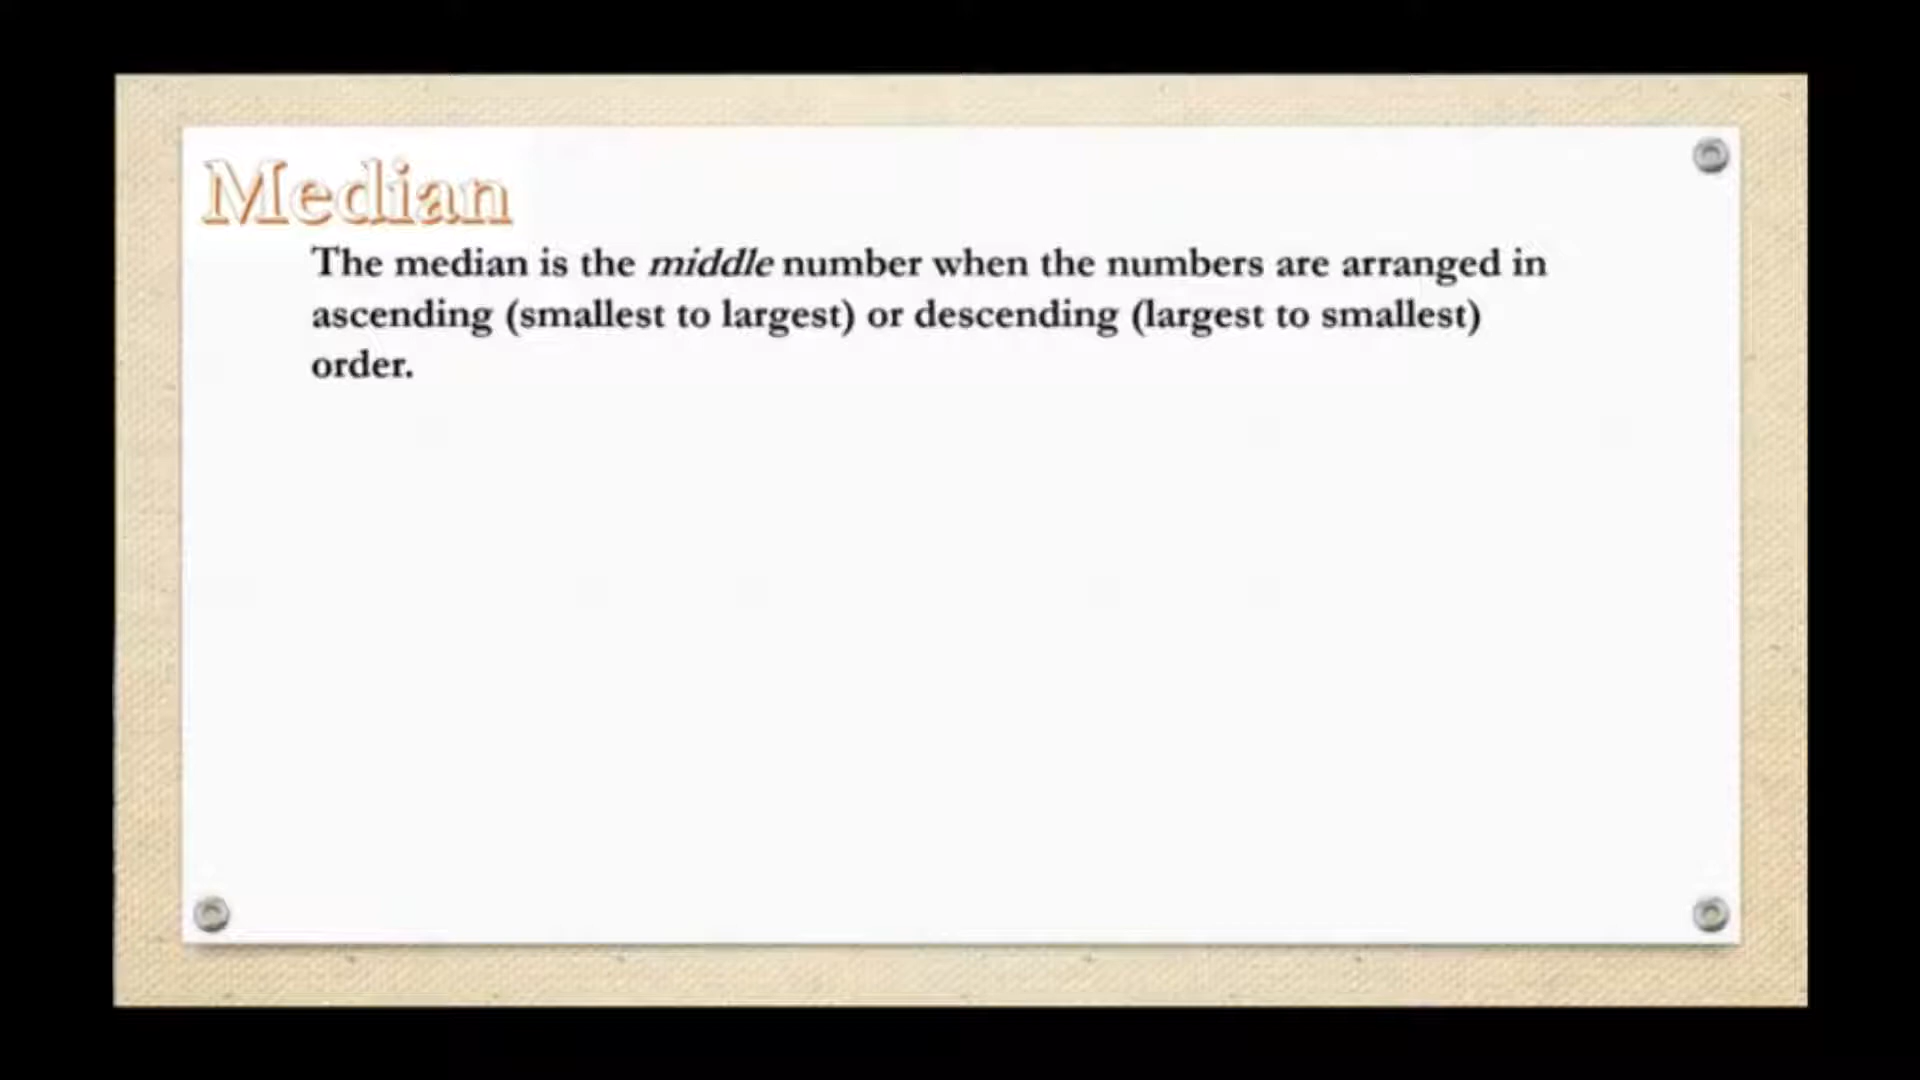 Median
The median is the middle number when the numbers are arranged in
ascending (smallest to largest) or descending (largest to smallest)
order.